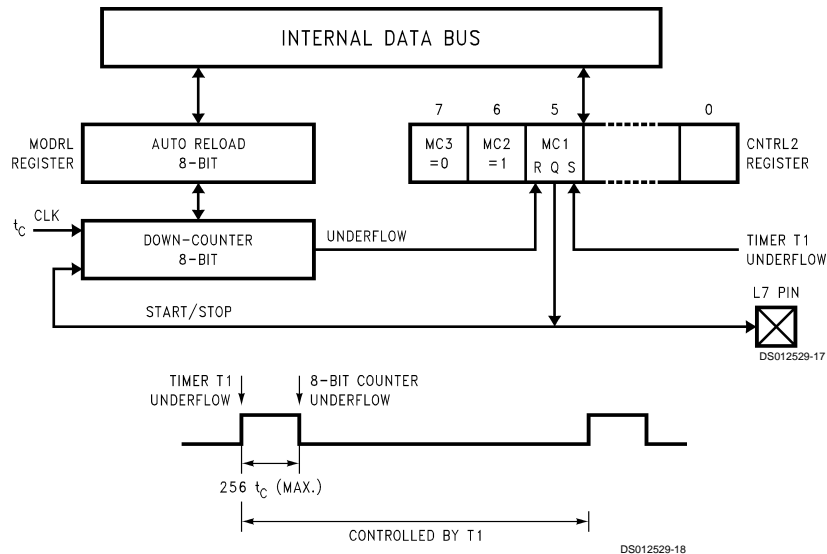 INTERNAL DATA BUS
7 6 5 0
MODRL
REGISTER
AUTO RELOAD
8-BIT
MC3
=0
MC2
=1
MC1
R Q S
CNTRL2
REGISTER
tC CLK
DOWN-COUNTER
8-BIT
UNDERFLOW
TIMER T1
UNDERFLOW
START/STOP
L7 PIN
DS012529-17
TIMER T1
UNDERFLOW
8-BIT COUNTER
UNDERFLOW
256 tC (MAX.)
CONTROLLED BY T1
DS012529-18